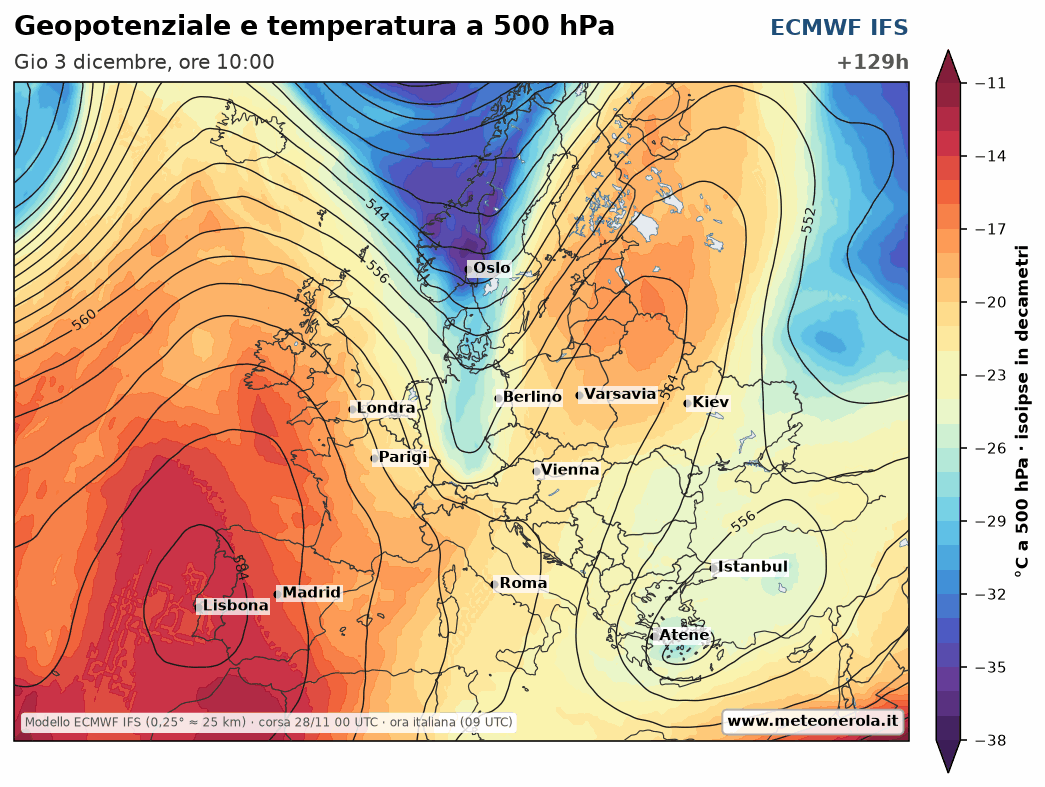 Geopotenziale e temperatura a 500 hPa
ECMWF IFS
Gio 3 dicembre, ore 10:00
+129h
544
556
560
552
564
556
584
Oslo
Londra
Berlino
Varsavia
Kiev
Parigi
Vienna
Istanbul
Roma
Madrid
Lisbona
Atene
−11
−14
−17
−20
−23
−26
−29
−32
−35
−38
°C a 500 hPa · isoipse in decametri
Modello ECMWF IFS (0,25° ≈ 25 km) · corsa 28/11 00 UTC · ora italiana (09 UTC)
www.meteonerola.it